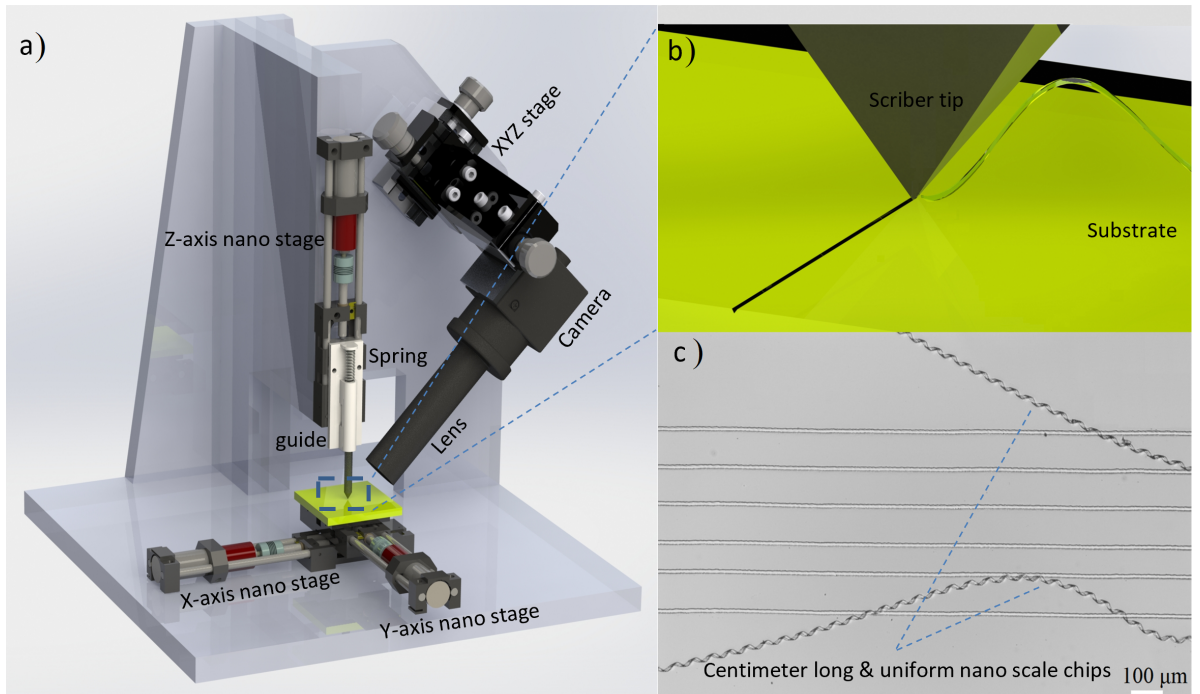 a)
XYZ stage
Z-axis nano stage
Camera
Spring
guide
Lens
X-axis nano stage
Y-axis nano stage
b)
Scriber tip
Substrate
c)
Centimeter long & uniform nano scale chips
100 μm